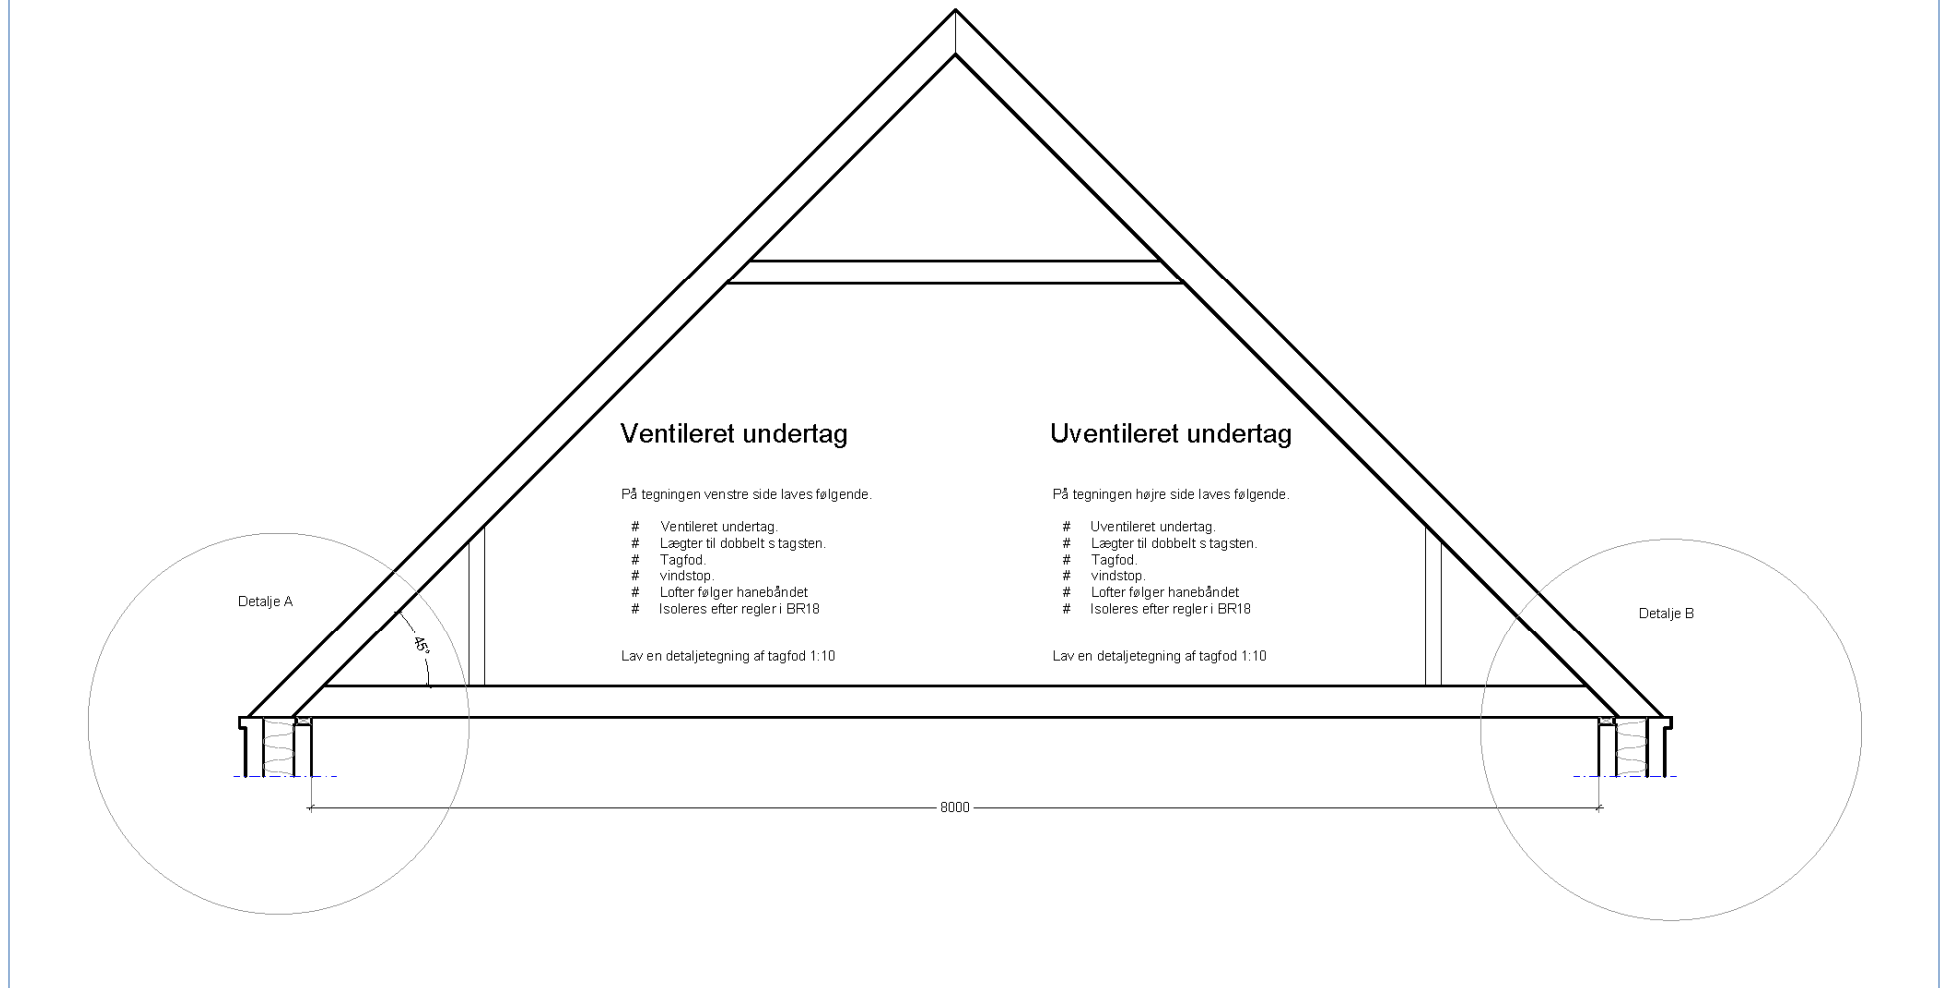 Ventileret undertag
På tegningen venstre side laves følgende.
# Ventileret undertag.
# Lægter til dobbelt s tagsten.
# Tagfod.
# vindstop.
# Lofter følger hanebåndet
# Isoleres efter regler i BR18
Lav en detaljetegning af tagfod 1:10
Uventileret undertag
På tegningen højre side laves følgende.
# Uventileret undertag.
# Lægter til dobbelt s tagsten.
# Tagfod.
# vindstop.
# Lofter følger hanebåndet
# Isoleres efter regler i BR18
Lav en detaljetegning af tagfod 1:10
Detalje A
45°
Detalje B
8000